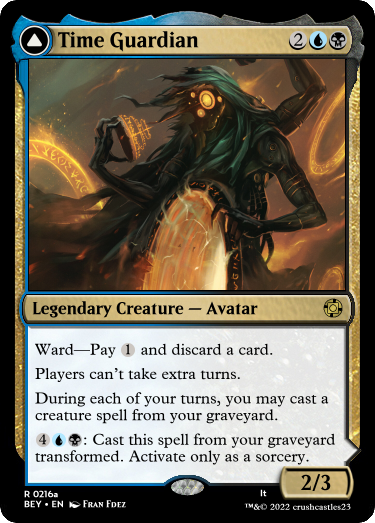 Time Guardian 2
Legendary Creature — Avatar
Ward—Pay 1 and discard a card.
Players can't take extra turns.
During each of your turns, you may cast a
creature spell from your graveyard.
4: Cast this spell from your graveyard
transformed. Activate only as a sorcery.
2/3
R 0216a
It
BEY • EN Fran Fdez
™&© 2022 crushcastles23